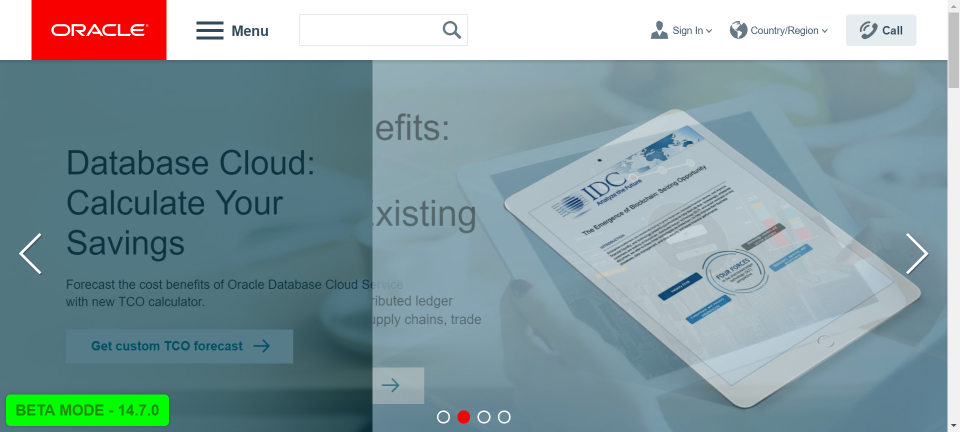 ORACLE
Menu
Sign In
Country/Region
Call
efits:
Database Cloud:
Calculate Your
Savings
xisting
Forecast the cost benefits of Oracle Database Cloud Service
with new TCO calculator.
ributed ledger
upply chains, trade
Get custom TCO forecast
IDC
Analyze the Future
The Emergence of Blockchain: Seizing Opportunity
FOUR FORCES
BETA MODE - 14.7.0